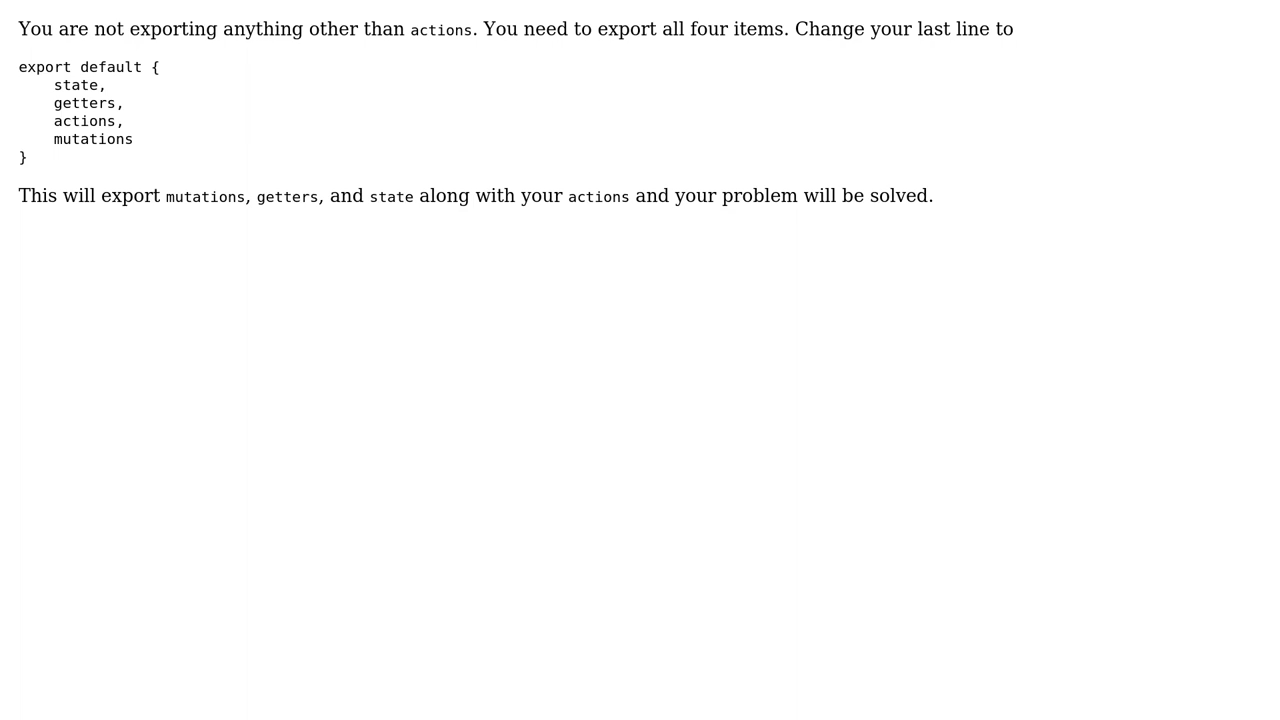 You are not exporting anything other than actions. You need to export all four items. Change your last line to
export default {
    state,
    getters,
    actions,
    mutations
}
This will export mutations, getters, and state along with your actions and your problem will be solved.